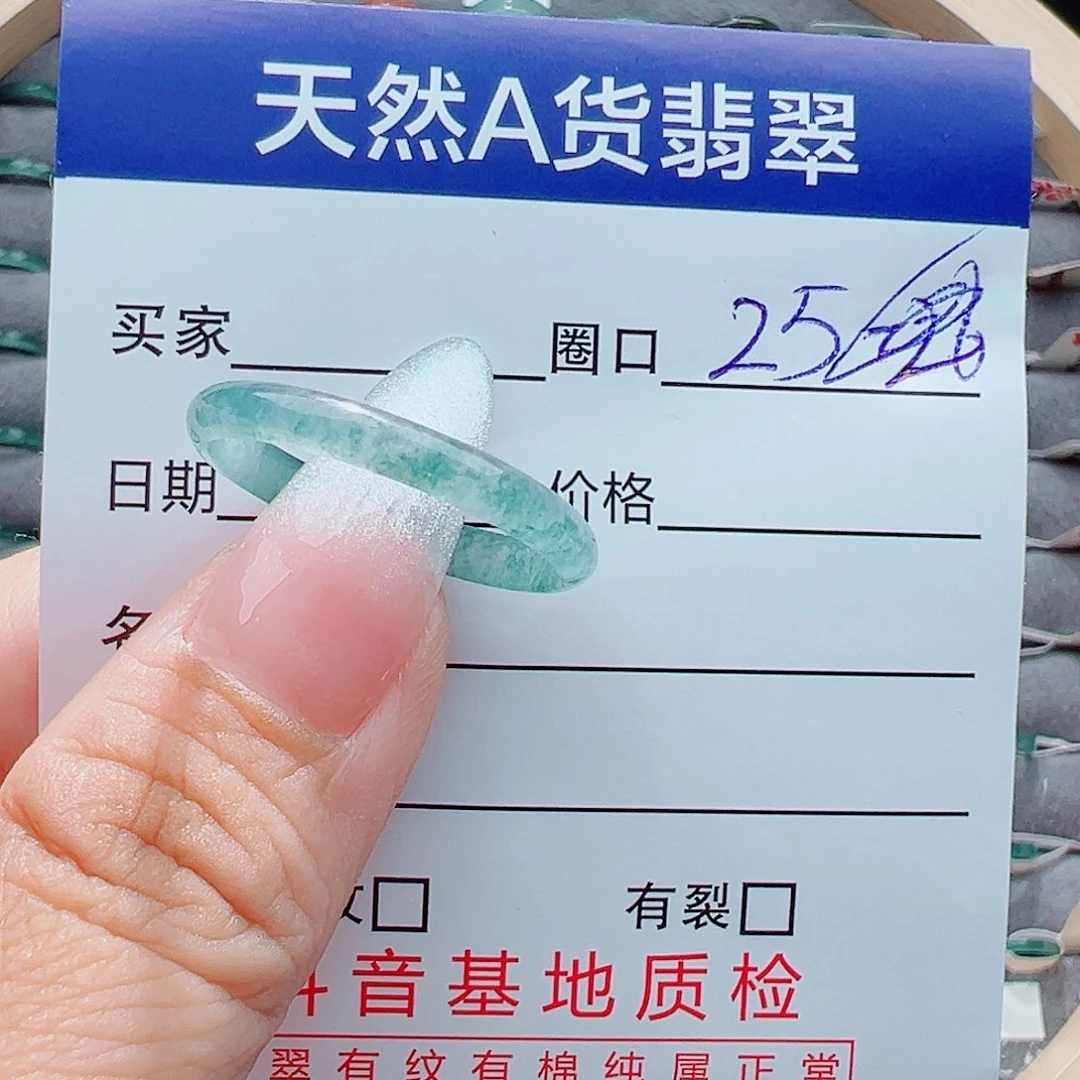 天然A货翡翠
买家 圈口 25
日期 价格
有裂
音基地质检
翠有纹有棉纯属正常